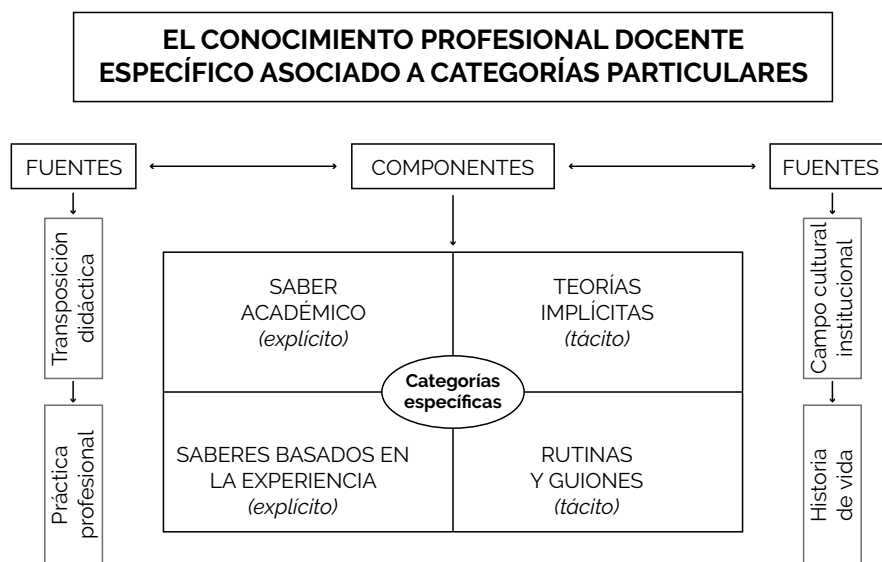 EL CONOCIMIENTO PROFESIONAL DOCENTE
ESPECÍFICO ASOCIADO A CATEGORÍAS PARTICULARES
FUENTES
COMPONENTES
FUENTES
Transposición
didáctica
Práctica
profesional
SABER
ACADÉMICO
(explícito)
TEORÍAS
IMPLÍCITAS
(tácito)
Categorías
específicas
SABERES BASADOS EN
LA EXPERIENCIA
(explícito)
RUTINAS
Y GUIONES
(tácito)
Campo cultural
institucional
Historia
de vida